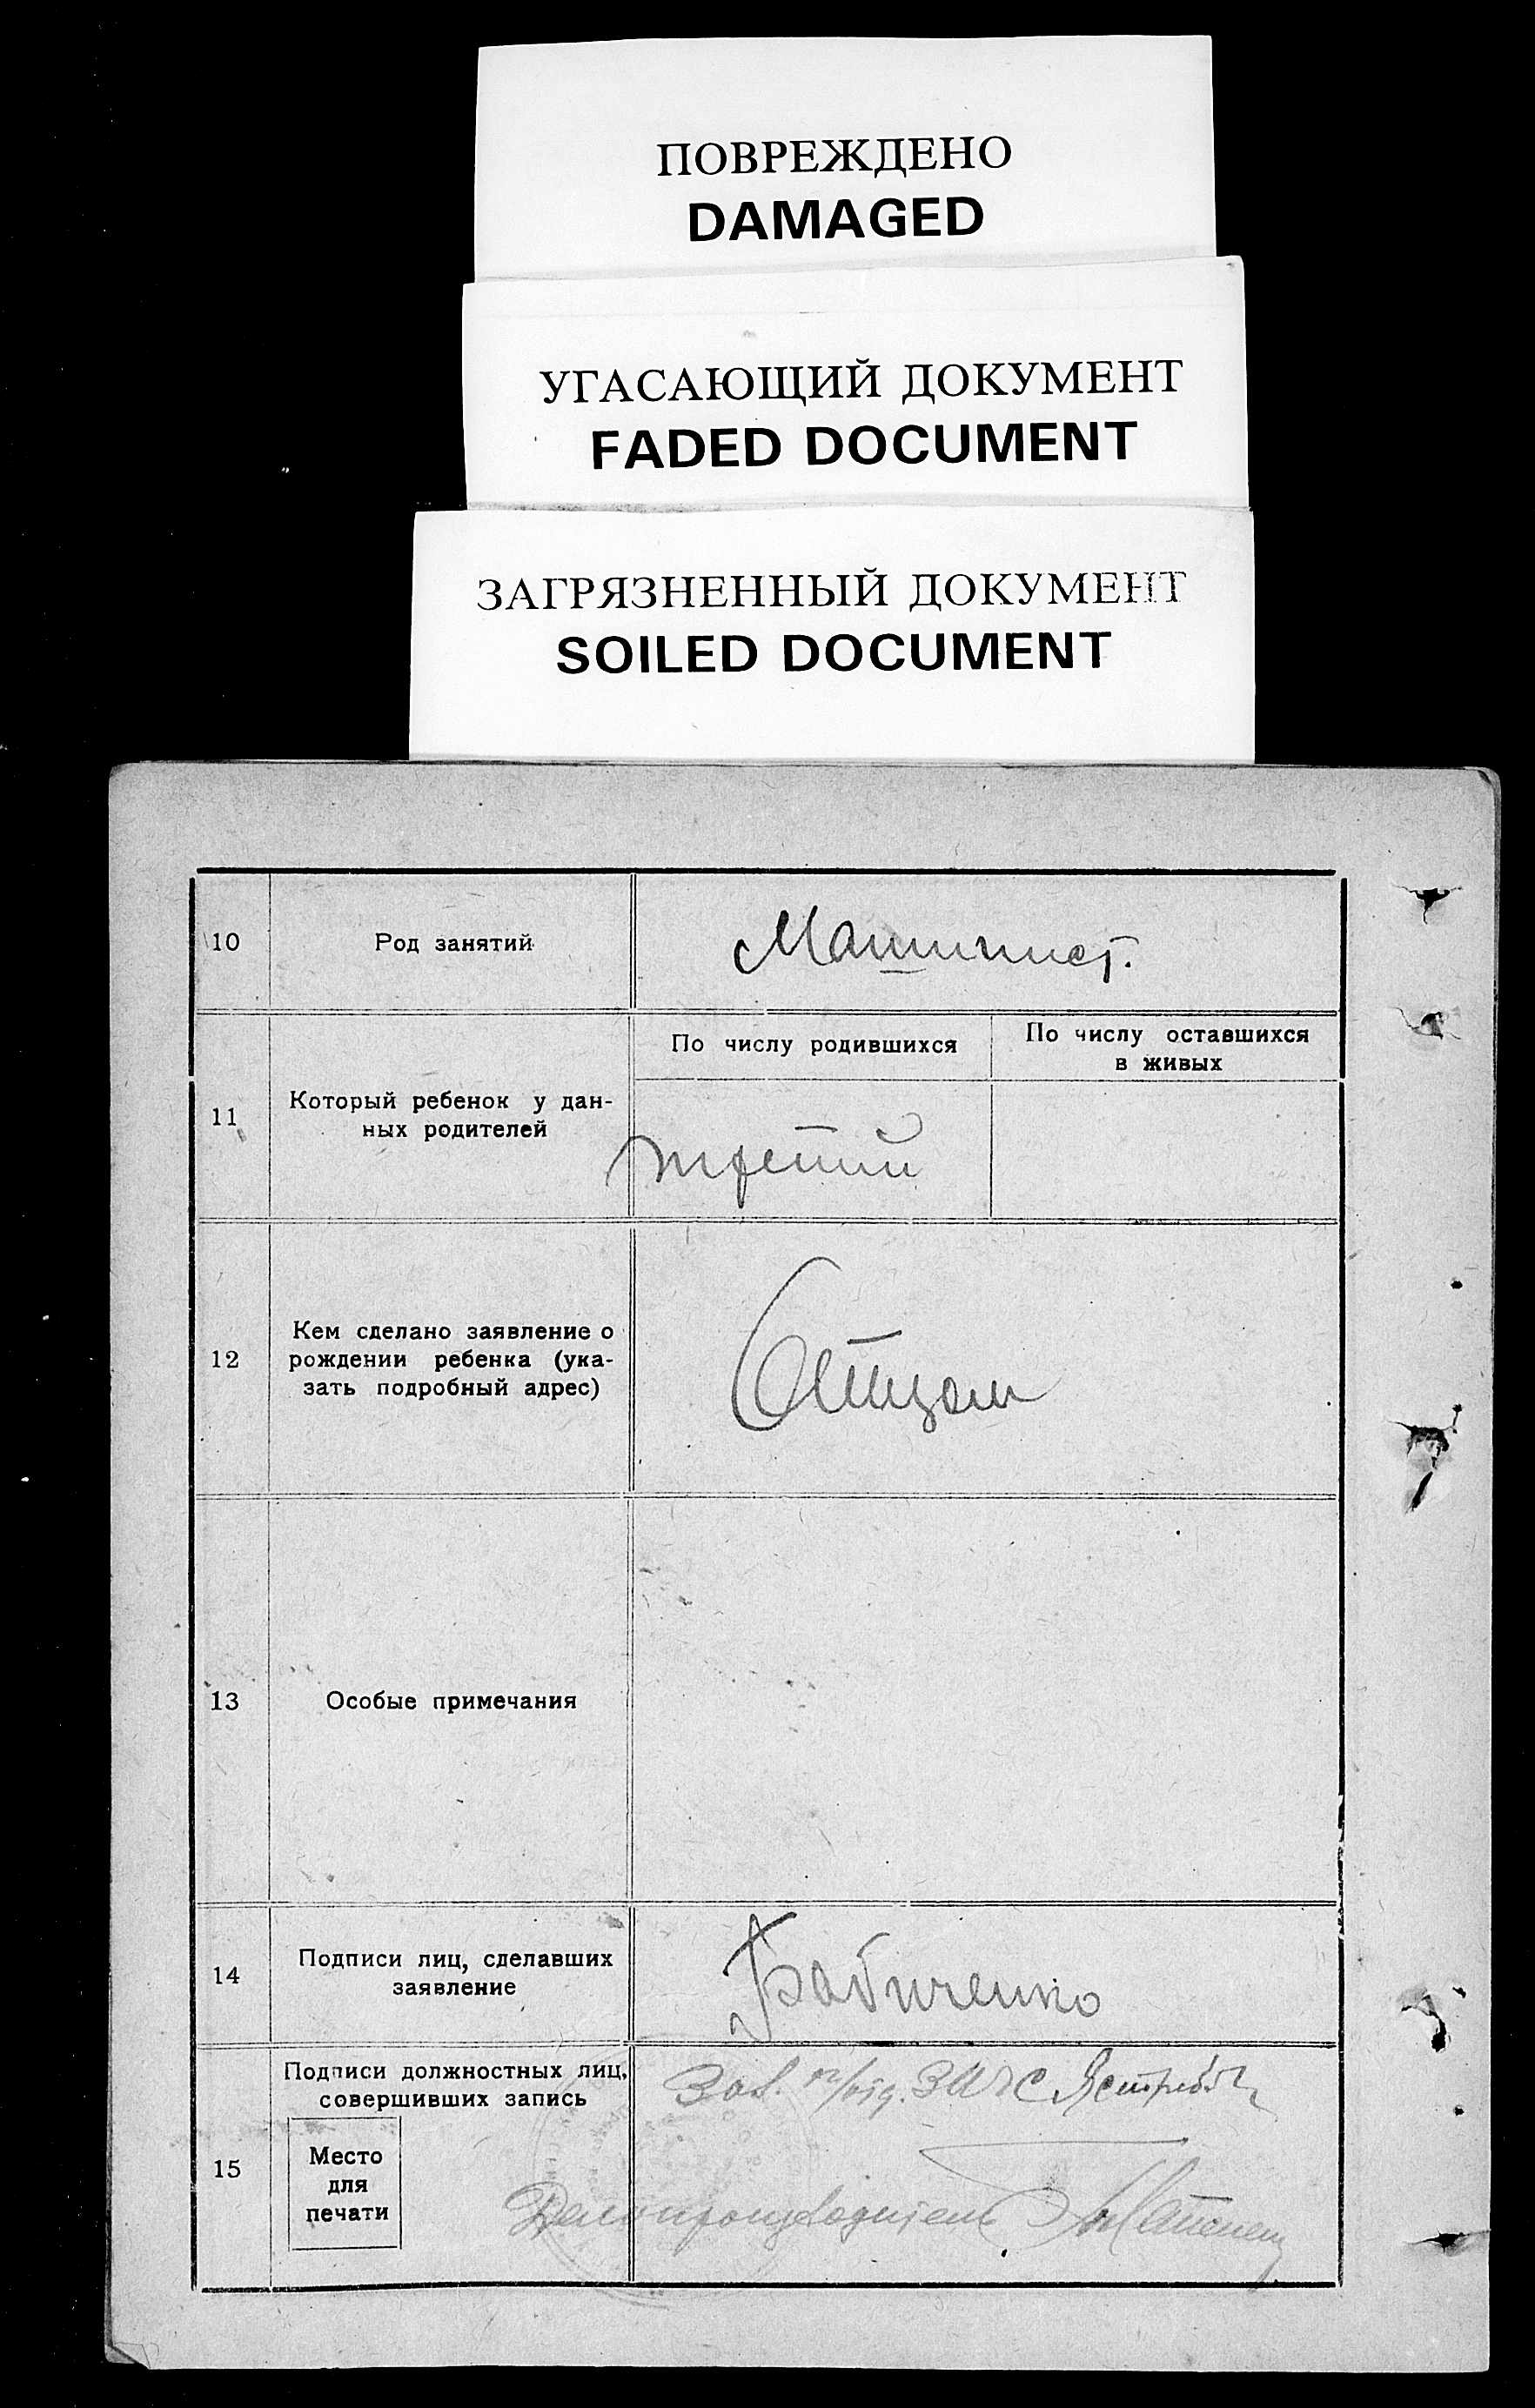 ПОВРЕЖДЕНО
DAMAGED
УГАСАЮЩИЙ ДОКУМЕНТ
FADED DOCUMENT
ЗАГРЯЗНЕННЫЙ ДОКУМЕНТ
SOILED DOCUMENT
10
Род занятий
Машинист.
11
Который ребенок у дан-
ных родителей
По числу родившихся
По числу оставшихся
в живых
третий
12
Кем сделано заявление о
рождении ребенка (ука-
зать подробный адрес)
Отцом
13
Особые примечания
14
Подписи лиц, сделавших
заявление
Бабиченко
15
Подписи должностных лиц,
совершивших запись
Место
для
печати
Зав. ЗАГС
Делопроизводитель